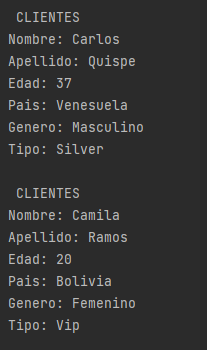 CLIENTES
Nombre: Carlos
Apellido: Quispe
Edad: 37
Pais: Venesuela
Genero: Masculino
Tipo: Silver
CLIENTES
Nombre: Camila
Apellido: Ramos
Edad: 20
Pais: Bolivia
Genero: Femenino
Tipo: Vip